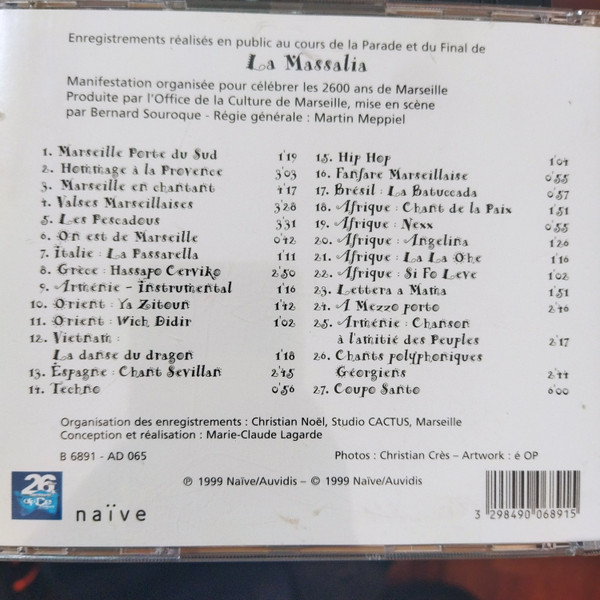 Enregistrements réalisés en public au cours de la Parade et du Final de
La Massalia
Manifestation organisée pour célébrer les 2600 ans de Marseille
Produite par l'Office de la Culture de Marseille, mise en scène
par Bernard Souroque - Régie générale : Martin Meppiel
1. Marseille Porte du Sud 1'19
2. Hommage à la Provence 3'03
3. Marseille en chantant 4'17
4. Valses Marseillaises 3'28
5. Les Pescadous 3'31
6. On est de Marseille 0'42
7. Italie : La Passarella 1'11
8. Grèce : Hassapo Cerviko 2'50
9. Arménie - Instrumental 1'16
10. Orient : Ya Zitoun 1'42
11. Orient : Wich Didir 1'02
12. Vietnam :
La danse du dragon 1'18
13. Espagne : Chant Sevillan 2'45
14. Techno 0'56
15. Hip Hop 1'04
16. Fanfare Marseillaise 0'55
17. Brésil : La Batuccada 0'57
18. Afrique : Chant de la Paix 1'51
19. Afrique : Nexx 0'55
20. Afrique : Angelina 1'26
21. Afrique : La La Ohe 1'16
22. Afrique : Si Fo Leve 1'02
23. Lettera a Mama 1'51
24. A Mezzo porto 2'46
25. Arménie : Chanson
à l'amitié des Peuples 2'17
26. Chants polyphoniques
Géorgiens 2'44
27. Coupo Santo 6'00
Organisation des enregistrements : Christian Noël, Studio CACTUS, Marseille
Conception et réalisation : Marie-Claude Lagarde
B 6891 - AD 065
Photos : Christian Crès – Artwork : é OP
℗ 1999 Naïve/Auvidis – © 1999 Naïve/Auvidis
26
naïve
3 298490 068915